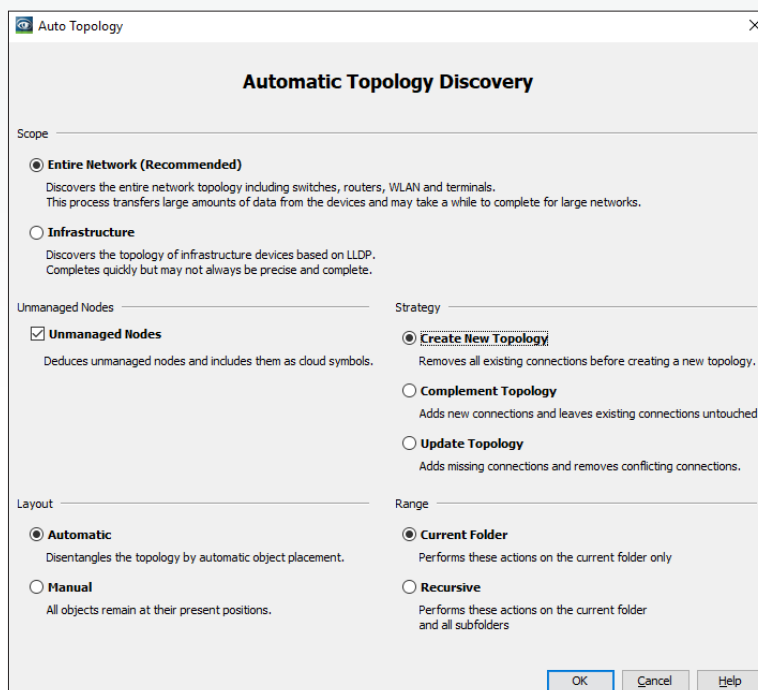 Auto Topology
Automatic Topology Discovery
Scope
Entire Network (Recommended)
Discovers the entire network topology including switches, routers, WLAN and terminals.
This process transfers large amounts of data from the devices and may take a while to complete for large networks.
Infrastructure
Discovers the topology of infrastructure devices based on LLDP.
Completes quickly but may not always be precise and complete.
Unmanaged Nodes
Unmanaged Nodes
Deduces unmanaged nodes and includes them as cloud symbols.
Strategy
Create New Topology
Removes all existing connections before creating a new topology.
Complement Topology
Adds new connections and leaves existing connections untouched
Update Topology
Adds missing connections and removes conflicting connections.
Layout
Automatic
Disentangles the topology by automatic object placement.
Manual
All objects remain at their present positions.
Range
Current Folder
Performs these actions on the current folder only
Recursive
Performs these actions on the current folder
and all subfolders
OK
Cancel
Help